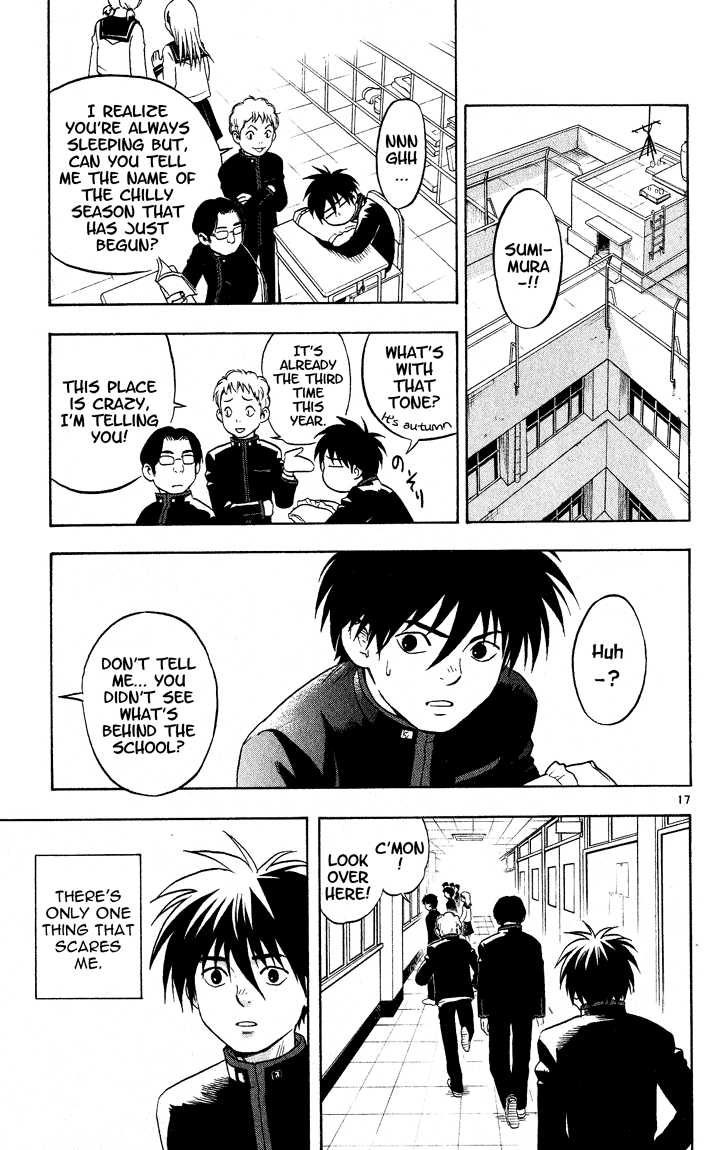 SUMI-
MURA
-!!
NNN
GHH
...
I REALIZE
YOU'RE ALWAYS
SLEEPING BUT,
CAN YOU TELL
ME THE NAME OF
THE CHILLY
SEASON THAT
HAS JUST
BEGUN?
WHAT'S
WITH
THAT
TONE?
It's autumn
のそり
IT'S
ALREADY
THE THIRD
TIME
THIS
YEAR.
THIS PLACE
IS CRAZY,
I'M TELLING
YOU!
Huh
-?
DON'T TELL
ME... YOU
DIDN'T SEE
WHAT'S
BEHIND THE
SCHOOL?
17
C'MON
!
LOOK
OVER
HERE!
THERE'S
ONLY ONE
THING THAT
SCARES
ME.